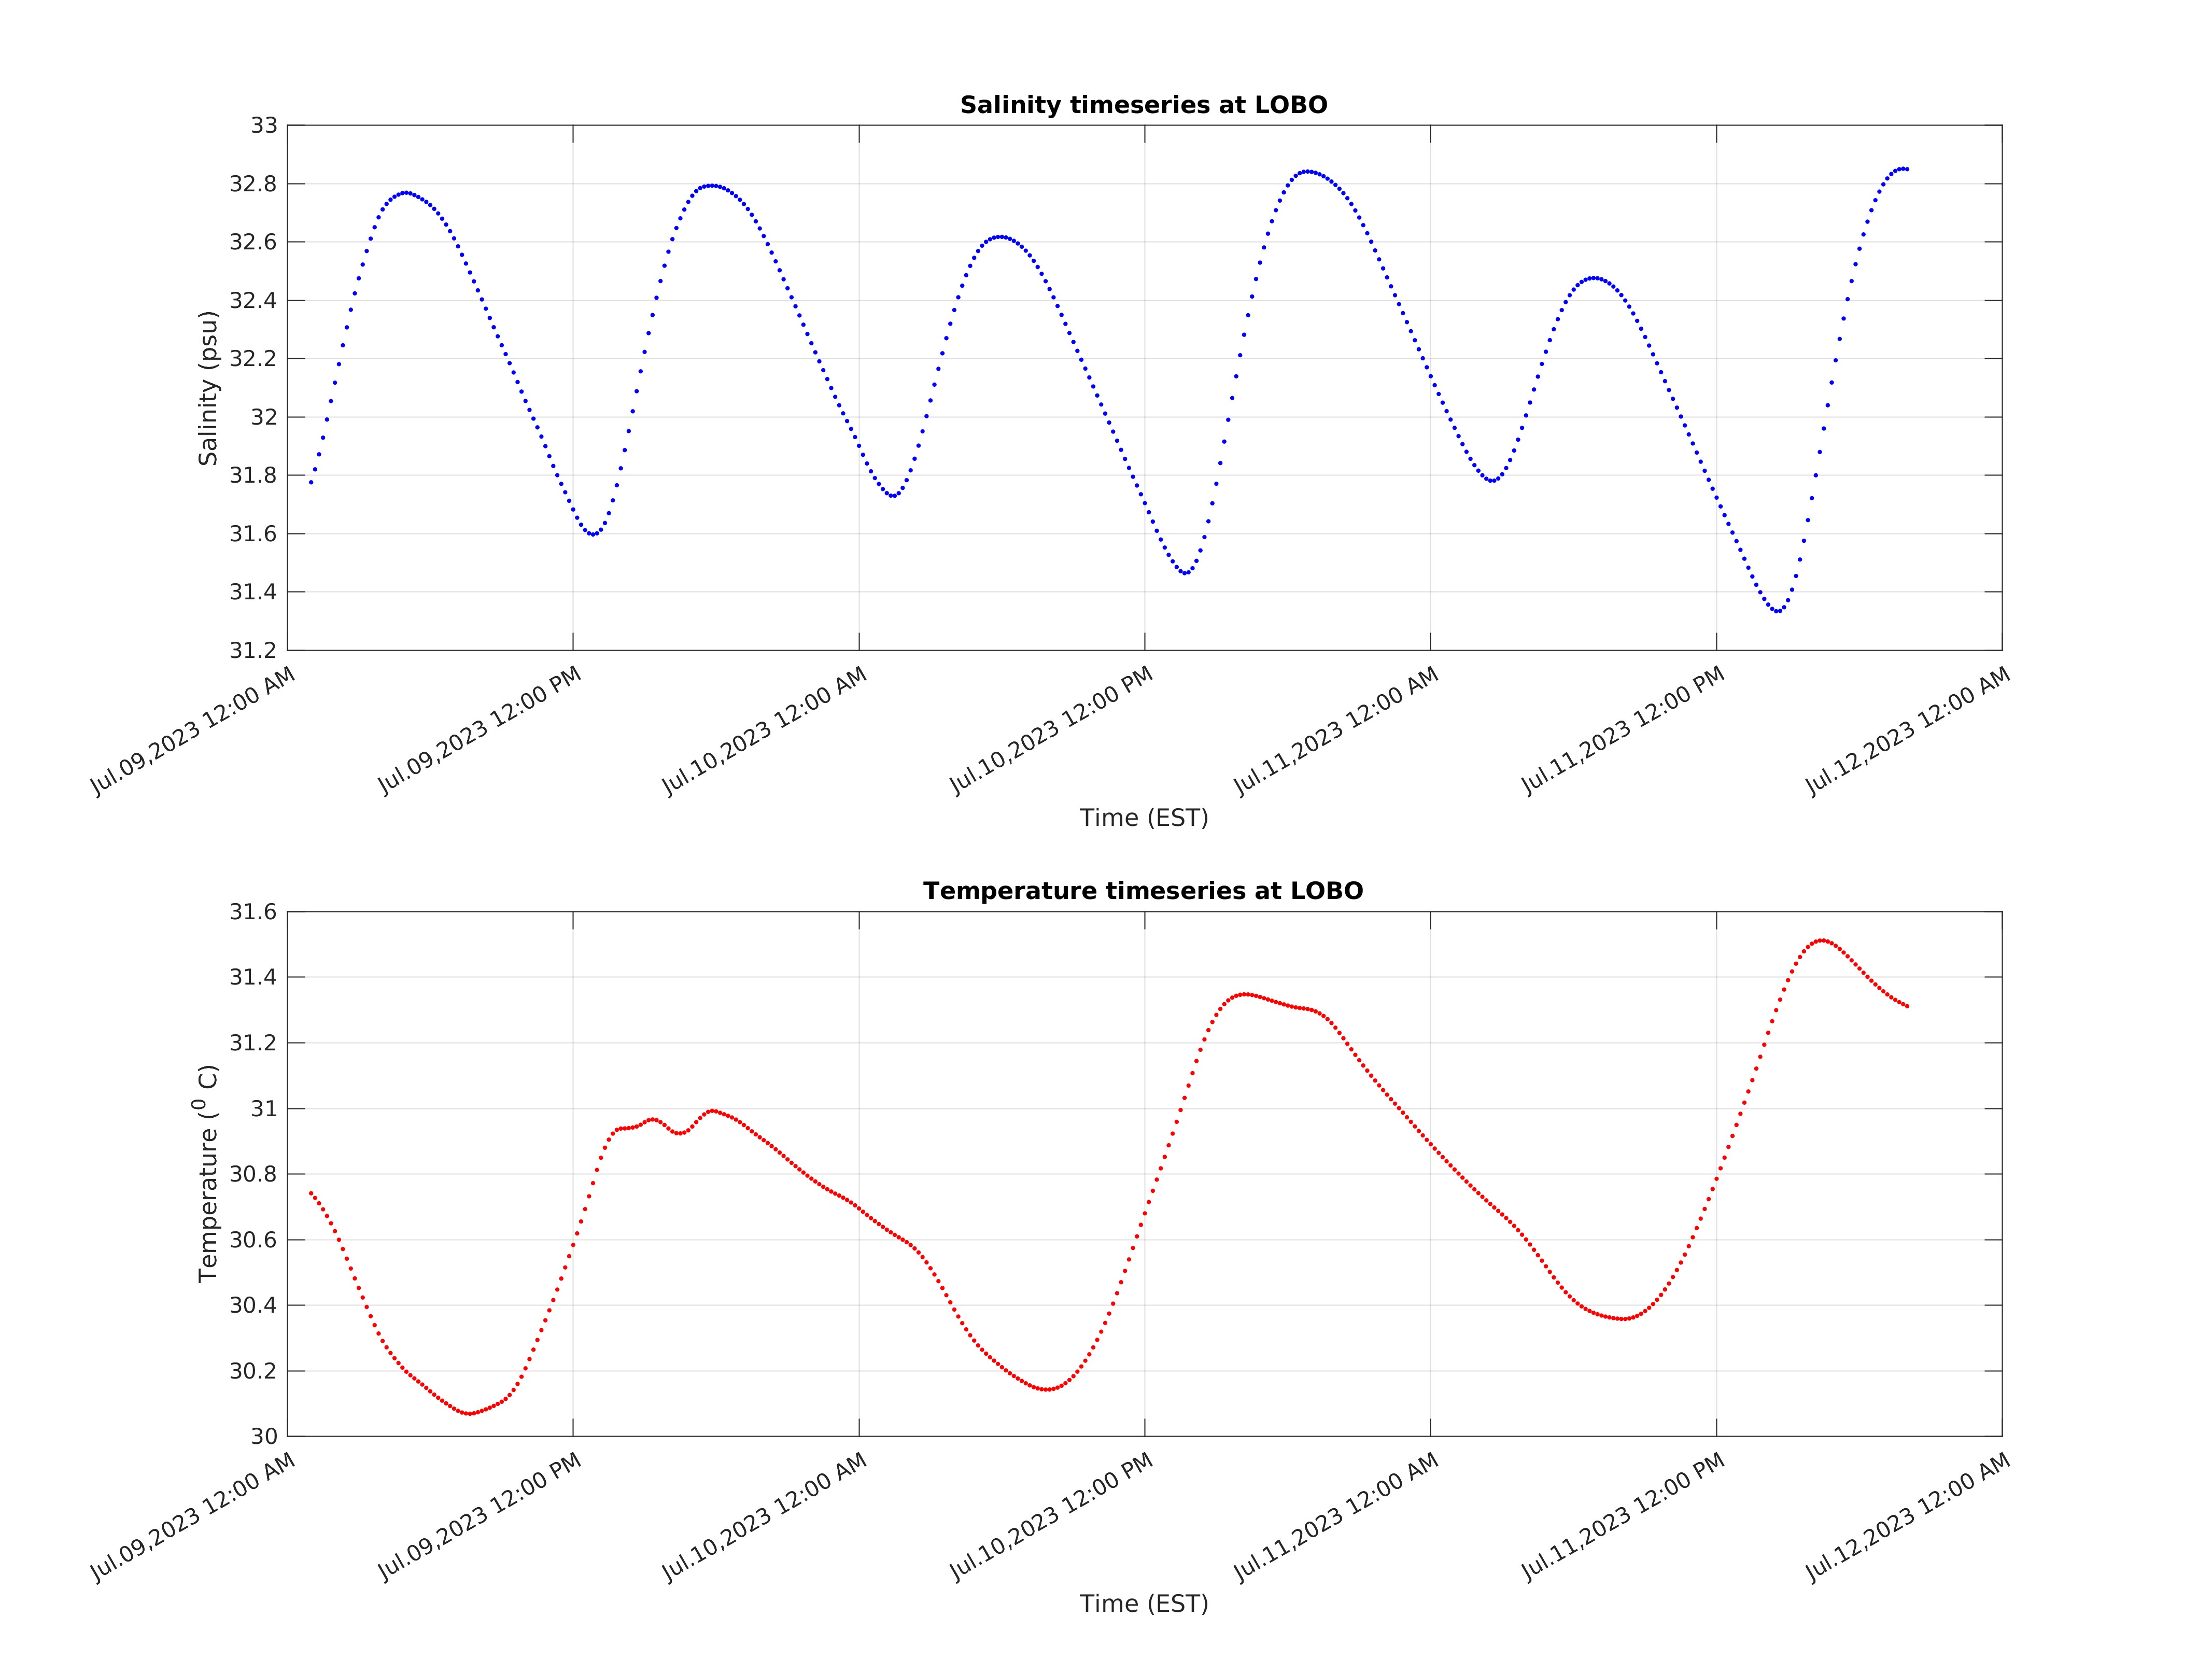 Salinity timeseries at LOBO
33
32.8
32.6
32.4
32.2
32
31.8
31.6
31.4
31.2
Salinity (psu)
Jul.09,2023 12:00 AM
Jul.09,2023 12:00 PM
Jul.10,2023 12:00 AM
Jul.10,2023 12:00 PM
Jul.11,2023 12:00 AM
Jul.11,2023 12:00 PM
Jul.12,2023 12:00 AM
Time (EST)
Temperature timeseries at LOBO
31.6
31.4
31.2
31
30.8
30.6
30.4
30.2
30
Temperature (⁰ C)
Jul.09,2023 12:00 AM
Jul.09,2023 12:00 PM
Jul.10,2023 12:00 AM
Jul.10,2023 12:00 PM
Jul.11,2023 12:00 AM
Jul.11,2023 12:00 PM
Jul.12,2023 12:00 AM
Time (EST)